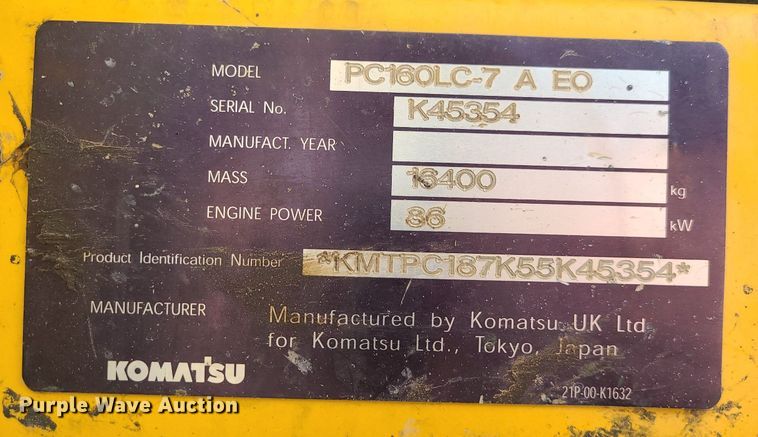 MODEL PC160LC-7 A EO
SERIAL No. K45354
MANUFACT. YEAR
MASS 16400 kg
ENGINE POWER 86 kW
Product Identification Number *KMTPC187K55K45354*
MANUFACTURER Manufactured by Komatsu UK Ltd
for Komatsu Ltd., Tokyo, Japan
KOMATSU
21P-00-K1632
Purple Wave Auction